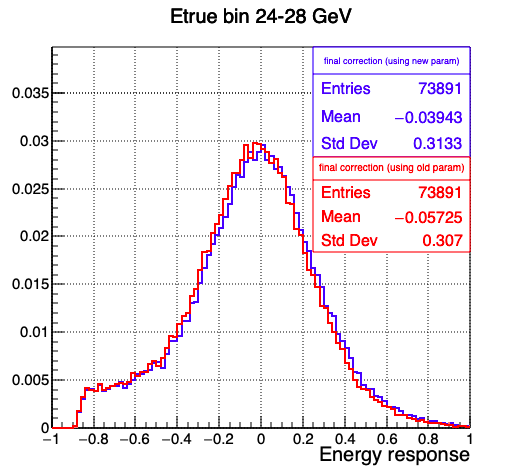 Etrue bin 24-28 GeV
final correction (using new param)
Entries 73891
Mean −0.03943
Std Dev 0.3133
final correction (using old param)
Entries 73891
Mean −0.05725
Std Dev 0.307
0.035
0.03
0.025
0.02
0.015
0.01
0.005
0
−1 −0.8 −0.6 −0.4 −0.2 0 0.2 0.4 0.6 0.8 1
Energy response